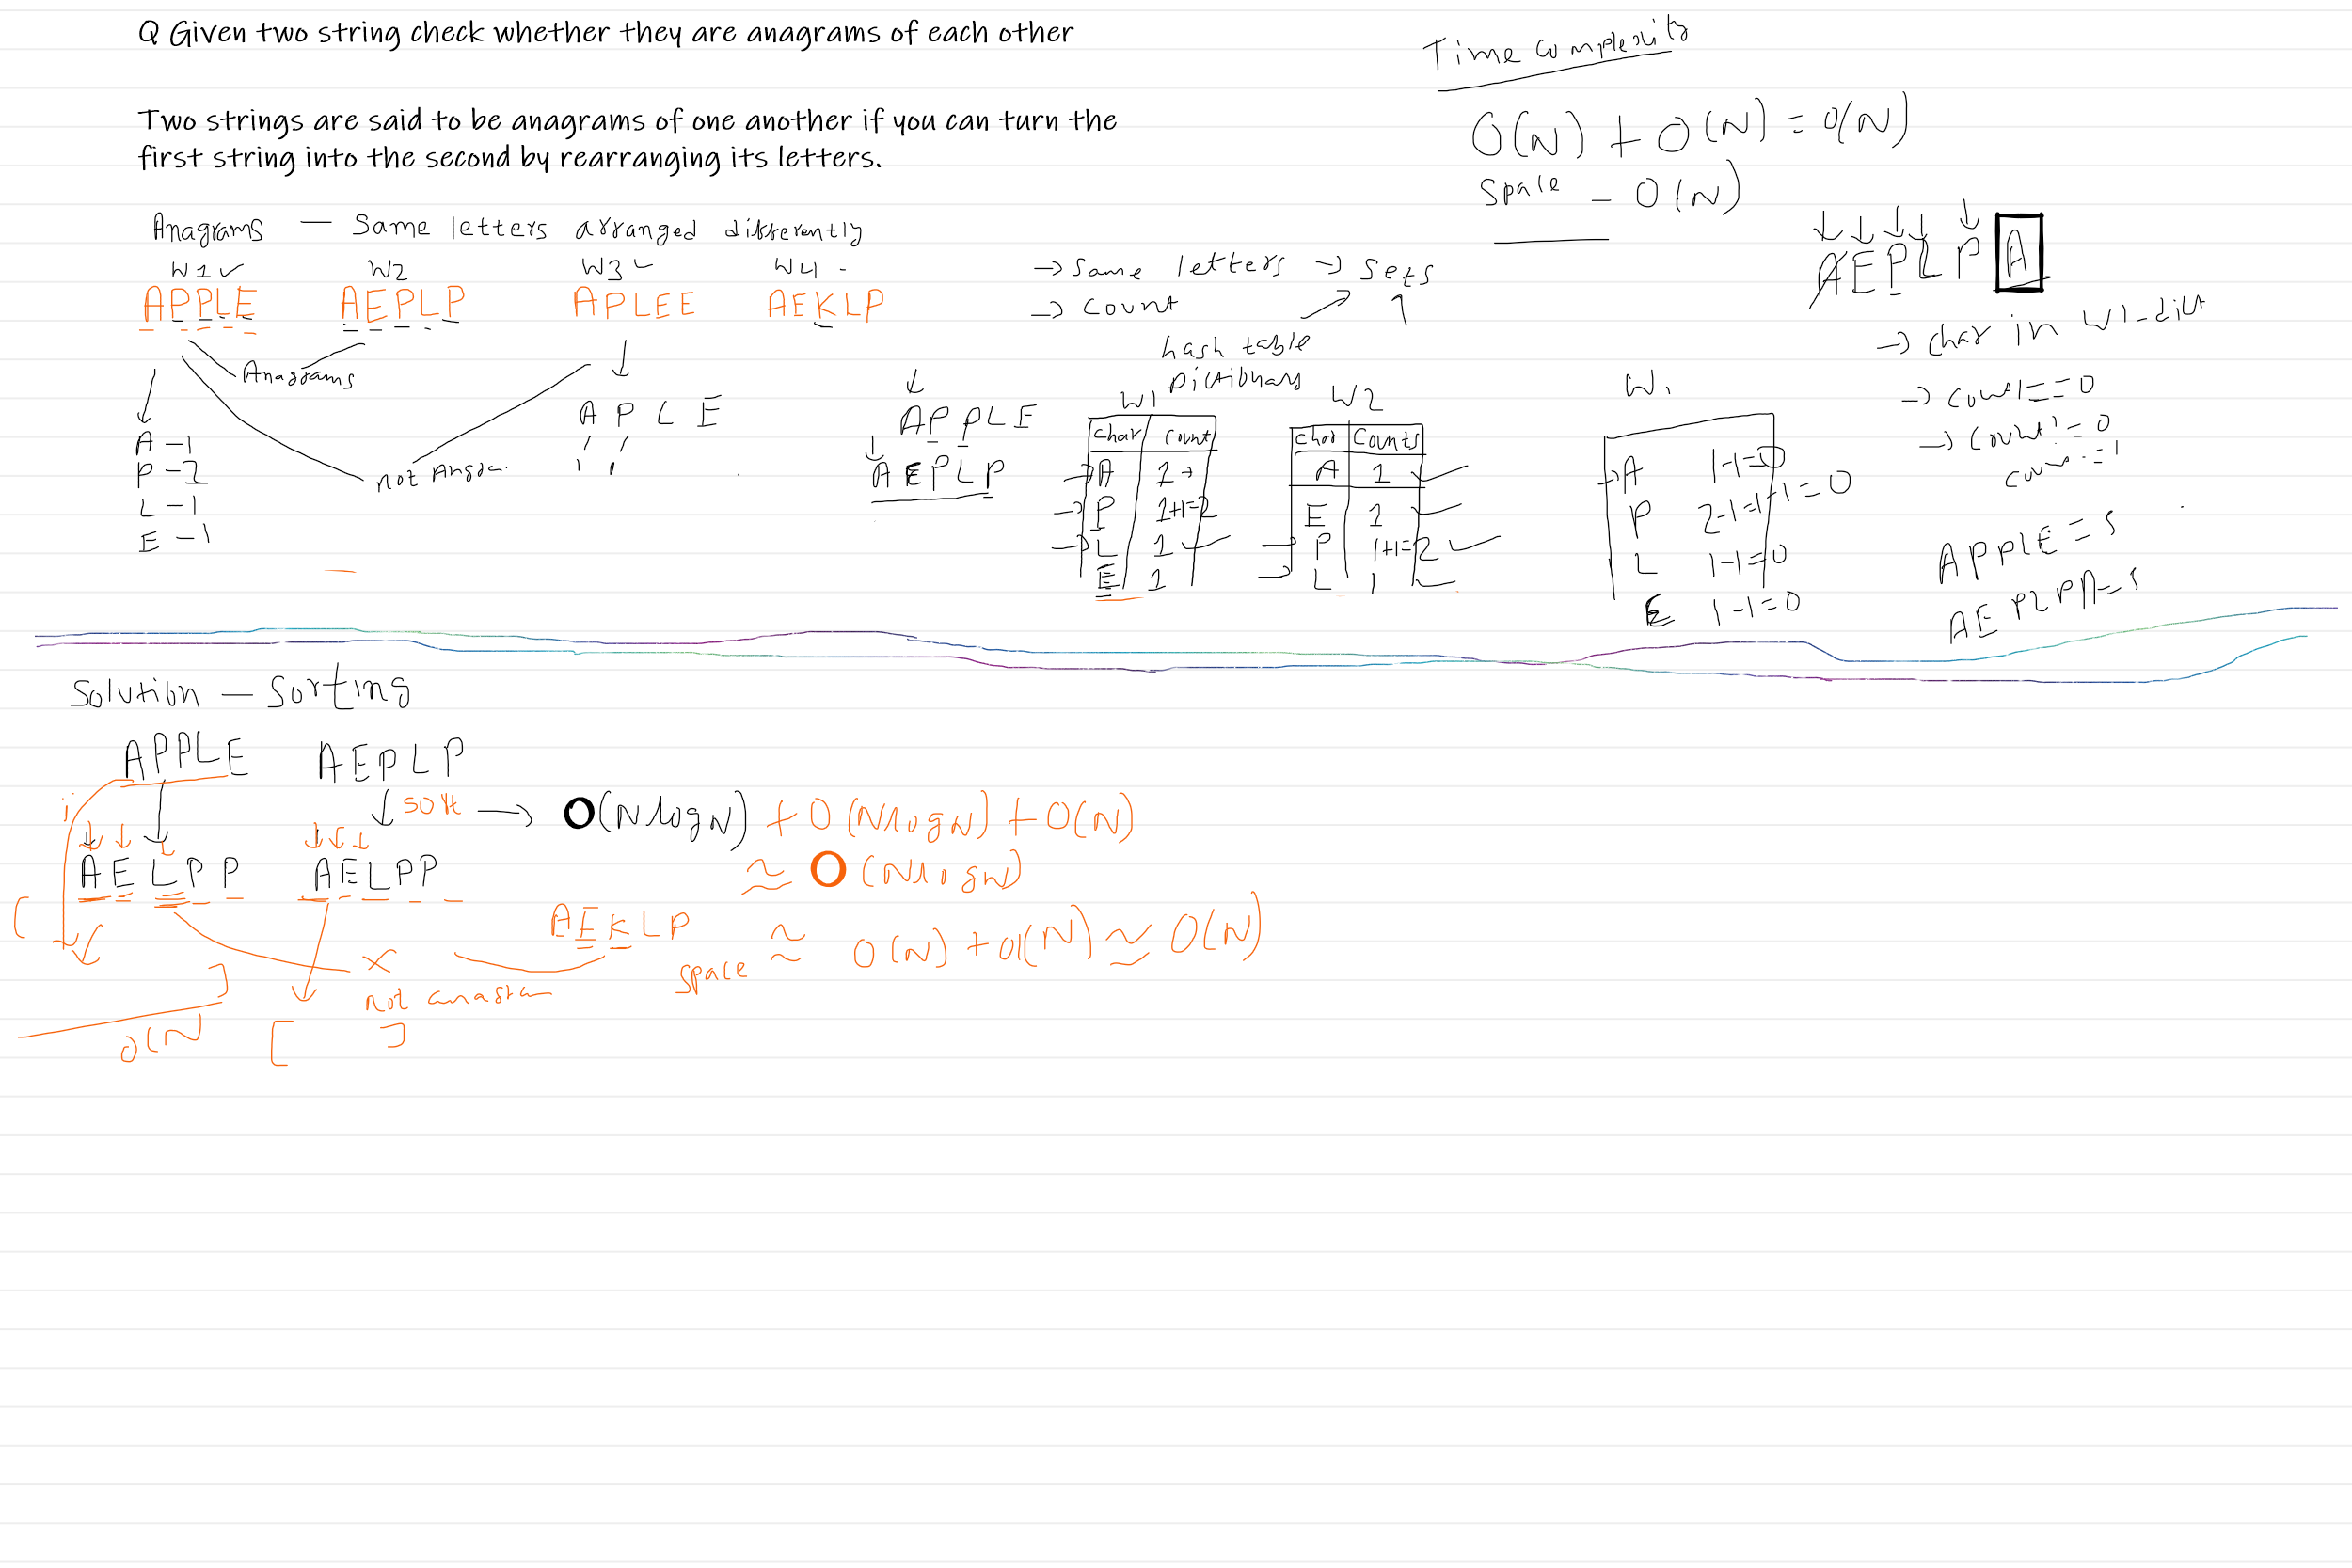 Q Given two string check whether they are anagrams of each other
Two strings are said to be anagrams of one another if you can turn the
first string into the second by rearranging its letters.
Anagrams — Same letters arranged differently
W1 W2 W3 W4
APPLE AEPLP APLEE AEKLP
Anagrams
A - 1
P - 2
L - 1
E - 1
not
A P L E
→ Same letters → Sets
→ Count
hash table
Dictionary
APPLE
AEPLP
W1
Char Count
A 1
P 1+1=2
L 1
E 1
W2
Char Counts
A 1
E 1
P 1+1=2
L 1
Time complexity
O(N) + O(N) = O(N)
Space - O(N)
AEPLPA
→ Char in W1-dict
→ count == 0
→ count != 0
W1
A 1-1=0
P 2-1=1-1=0
L 1-1=0
E 1-1=0
APPLE = 5
Solution — Sorting
APPLE AEPLP
sort → O(N log N) + O(N log N) + O(N)
≈ O(N log N)
AELPP AELPP
AEKLP
space ≈ O(N) + O(N) ≈ O(N)
x
not
[ ]
O(N)
[ ]